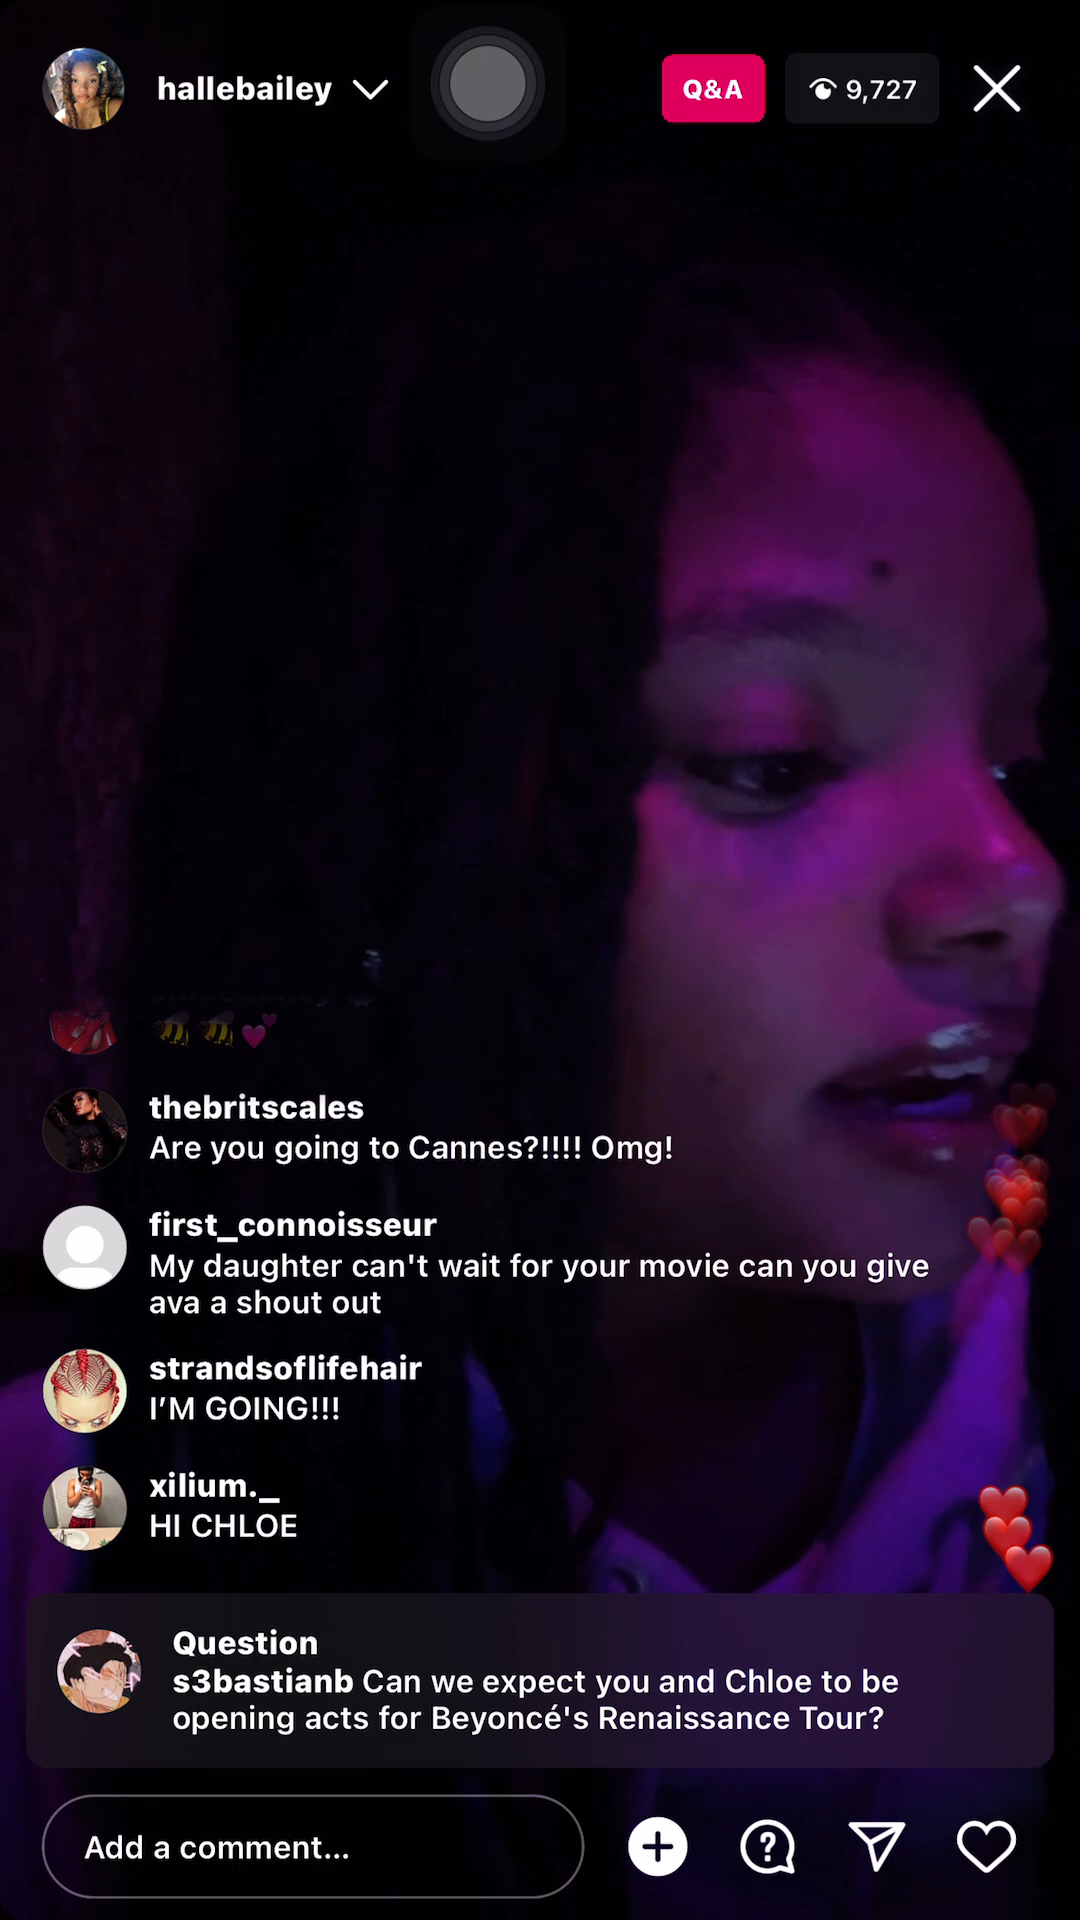 hallebailey
Q&A
9,727
thebritscales
Are you going to Cannes?!!!! Omg!
first_connoisseur
My daughter can't wait for your movie can you give
ava a shout out
strandsoflifehair
I’M GOING!!!
xilium._
HI CHLOE
Question
s3bastianb Can we expect you and Chloe to be
opening acts for Beyoncé's Renaissance Tour?
Add a comment...